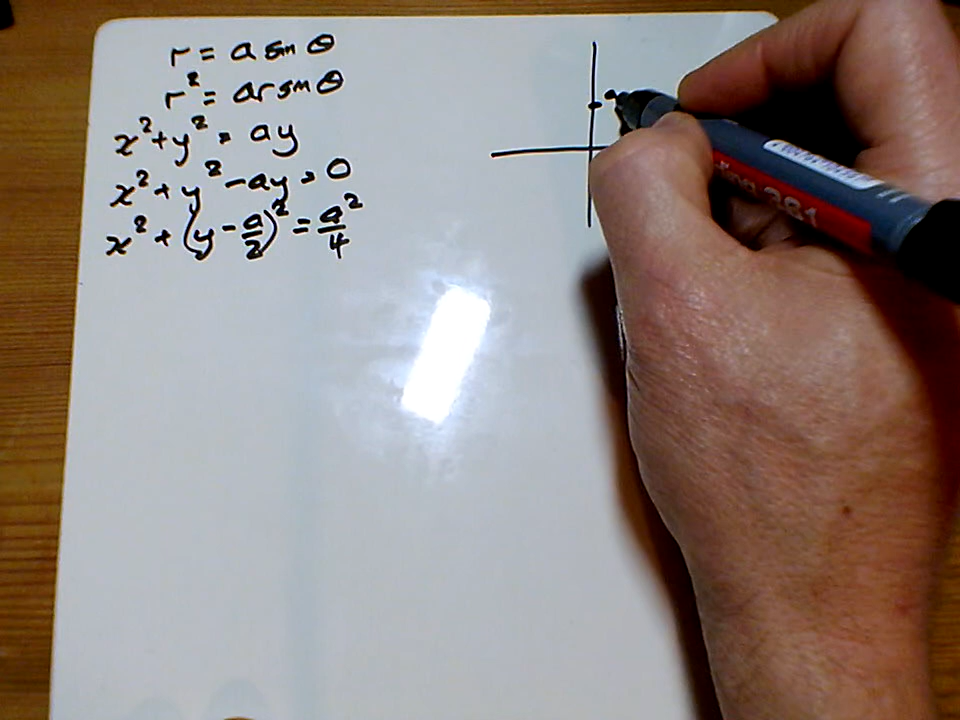 r = a sin θ
r² = ar sin θ
x² + y² = ay
x² + y² - ay = 0
x² + (y - a/2)² = a²/4